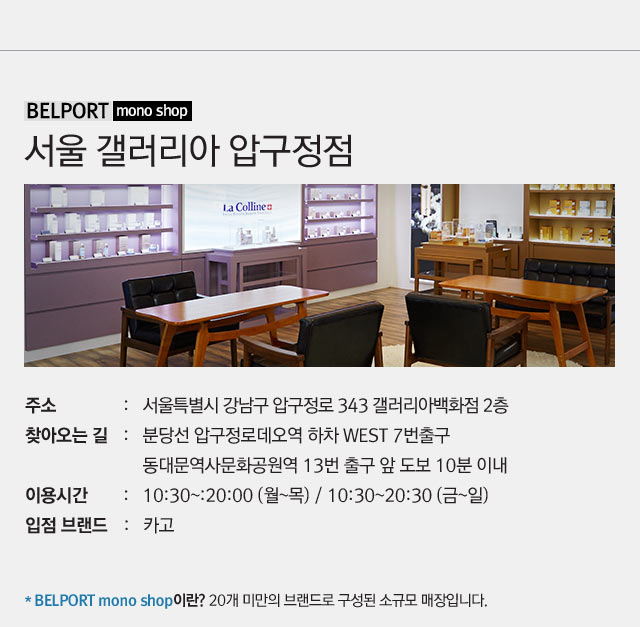 BELPORT mono shop
서울 갤러리아 압구정점
La Colline
주소 : 서울특별시 강남구 압구정로 343 갤러리아백화점 2층
찾아오는 길 : 분당선 압구정로데오역 하차 WEST 7번출구
동대문역사문화공원역 13번 출구 앞 도보 10분 이내
이용시간 : 10:30~:20:00 (월~목) / 10:30~20:30 (금~일)
입점 브랜드 : 카고
* BELPORT mono shop이란? 20개 미만의 브랜드로 구성된 소규모 매장입니다.